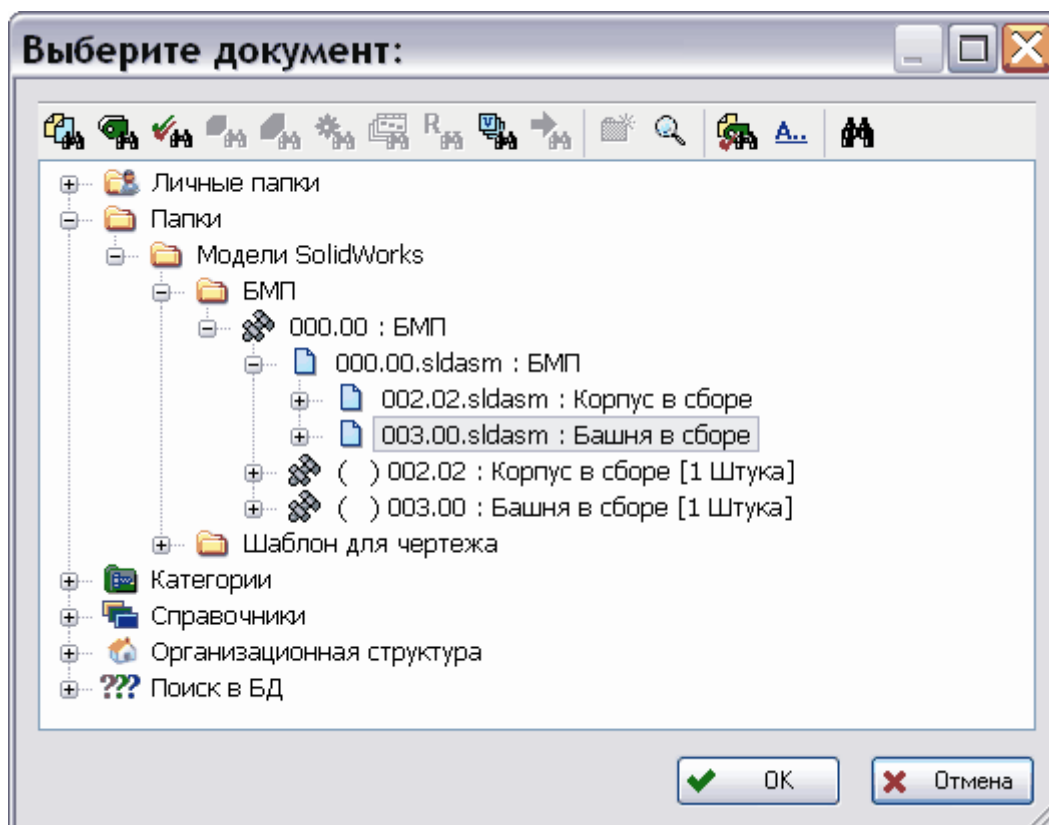 Выберите документ:
R
A..
Личные папки
Папки
Модели SolidWorks
БМП
000.00 : БМП
000.00.sldasm : БМП
002.02.sldasm : Корпус в сборе
003.00.sldasm : Башня в сборе
( ) 002.02 : Корпус в сборе [1 Штука]
( ) 003.00 : Башня в сборе [1 Штука]
Шаблон для чертежа
Категории
Справочники
Организационная структура
??? Поиск в БД
OK Отмена